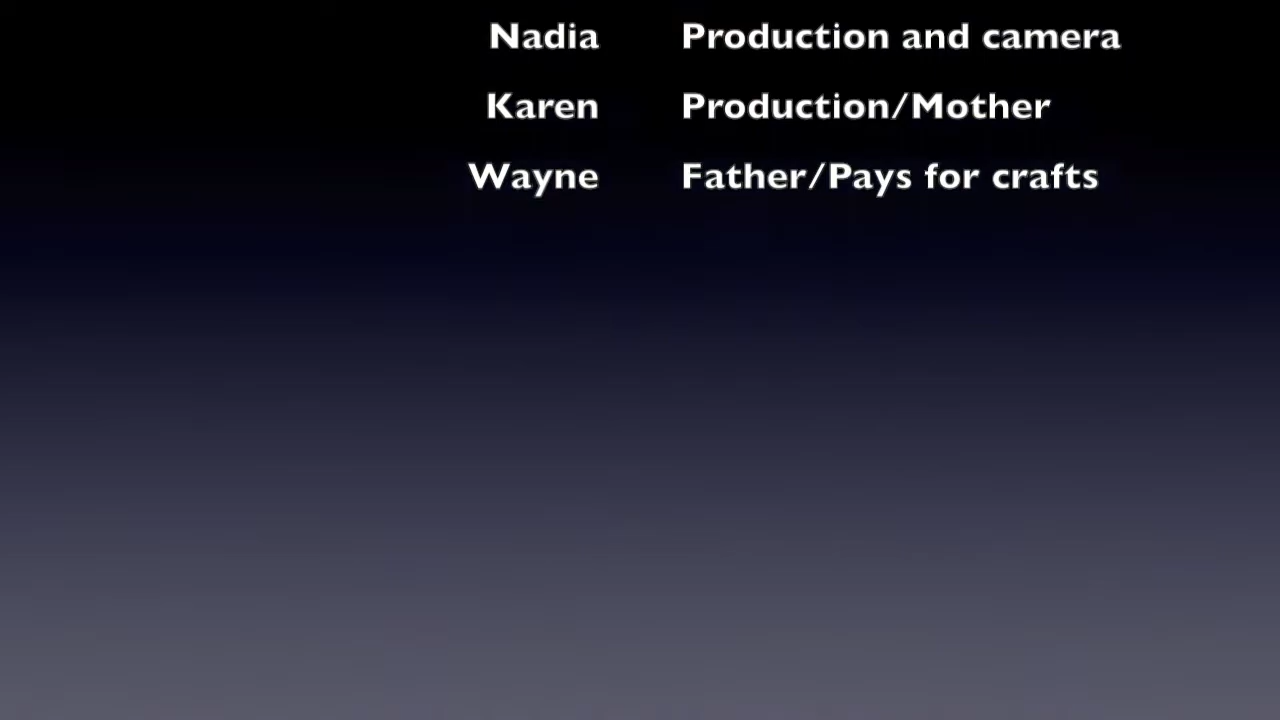 Nadia Production and camera
Karen Production/Mother
Wayne Father/Pays for crafts